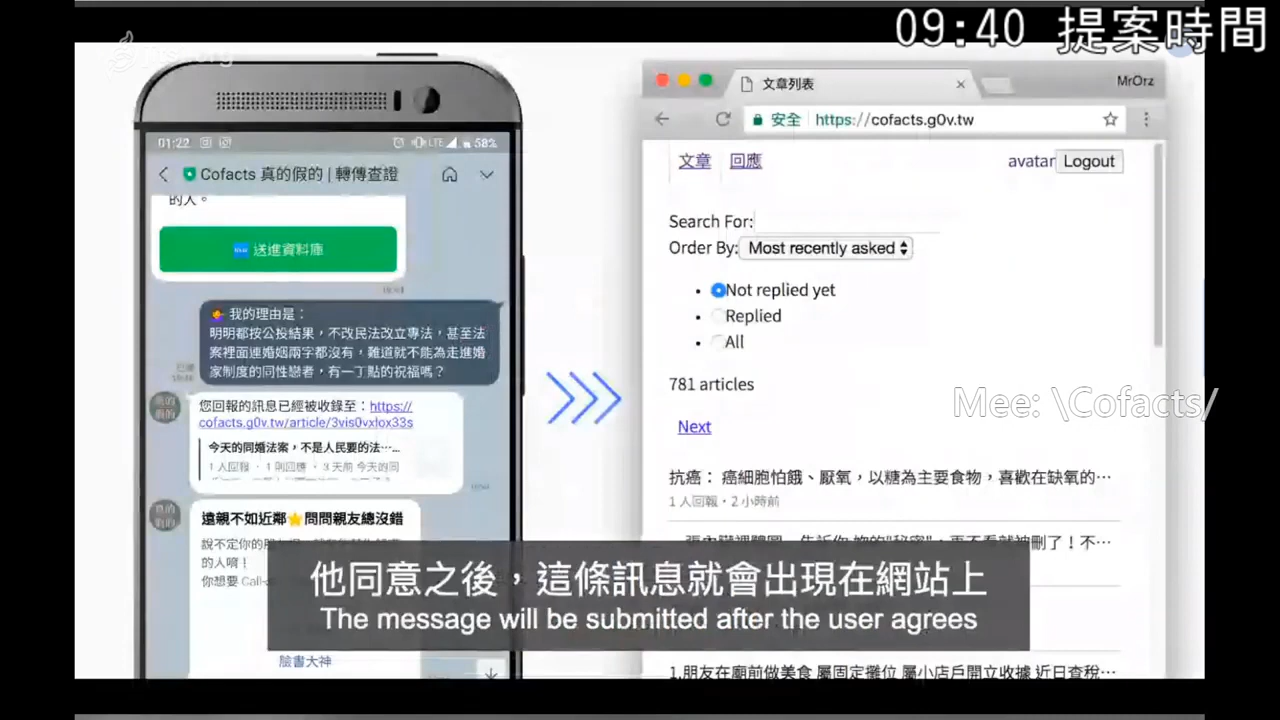 09:40 提案時間
01:22
58%
Cofacts 真的假的 | 轉傳查證
的人。
送進資料庫
我的理由是：
明明都按公投結果，不改民法改立專法，甚至法
案裡面連婚姻兩字都沒有，難道就不能為走進婚
家制度的同性戀者，有一丁點的祝福嗎？
您回報的訊息已經被收錄至：https://
cofacts.g0v.tw/article/3vis0vxlox33s
今天的同婚法案，不是人民要的法⋯...
1 人回報 · 1 則回應 · 3 天前 今天的同
遠親不如近鄰⭐問問親友總沒錯
的人唷！
你想要 Call-
臉書大神
文章列表
MrOrz
安全 https://cofacts.g0v.tw
文章 回應
avatar Logout
Search For:
Order By: Most recently asked
Not replied yet
Replied
All
781 articles
Next
Mee: \Cofacts/
抗癌： 癌細胞怕餓、厭氧，以糖為主要食物，喜歡在缺氧的⋯
1 人回報 · 2 小時前
1.朋友在廟前做美食 屬固定攤位 屬小店戶開立收據 近日查稅⋯
他同意之後，這條訊息就會出現在網站上
The message will be submitted after the user agrees